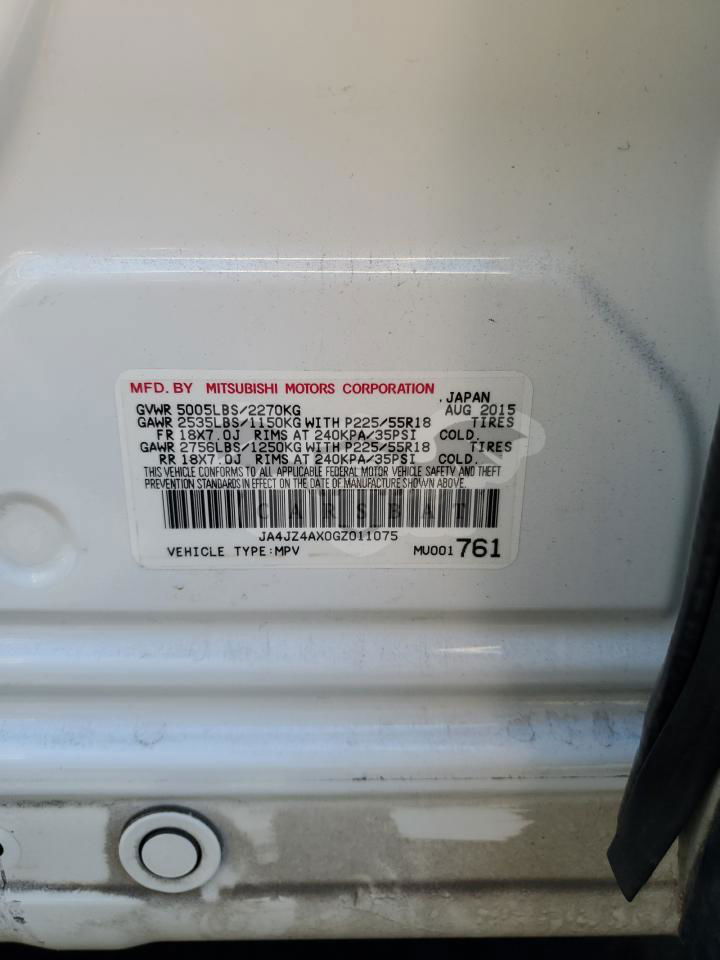 MFD. BY MITSUBISHI MOTORS CORPORATION
.JAPAN
GVWR 5005LBS/2270KG AUG 2015
GAWR 2535LBS/1150KG WITH P225/55R18 TIRES
FR 18X7.0J RIMS AT 240KPA/35PSI COLD.
GAWR 2756LBS/1250KG WITH P225/55R18 TIRES
RR 18X7.0J RIMS AT 240KPA/35PSI COLD.
THIS VEHICLE CONFORMS TO ALL APPLICABLE FEDERAL MOTOR VEHICLE SAFETY AND THEFT
PREVENTION STANDARDS IN EFFECT ON THE DATE OF MANUFACTURE SHOWN ABOVE.
CARSBAT
JA4JZ4AX0GZ011075
VEHICLE TYPE:MPV MU001 761